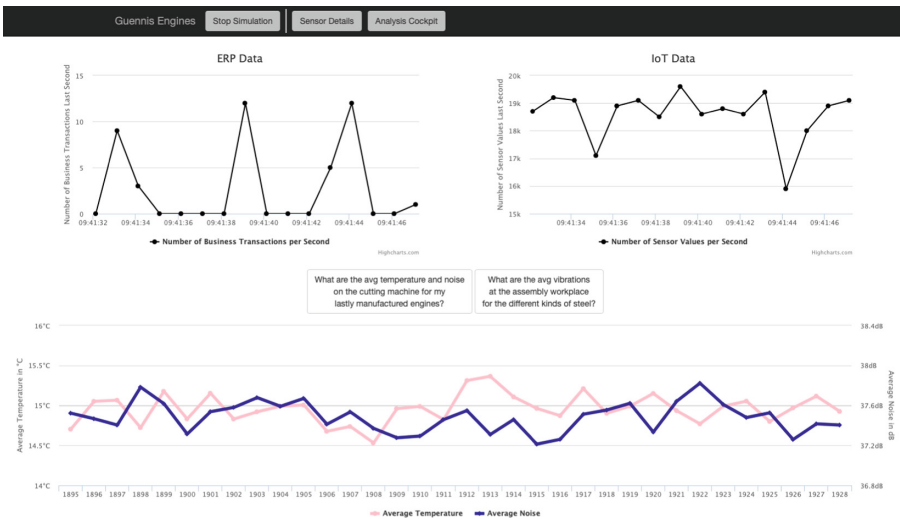 Guennis Engines Stop Simulation Sensor Details Analysis Cockpit
ERP Data
Number of Business Transactions Last Second
15
10
5
0
09:41:32 09:41:34 09:41:36 09:41:38 09:41:40 09:41:42 09:41:44 09:41:46
Number of Business Transactions per Second
Highcharts.com
IoT Data
Number of Sensor Values Last Second
20k
19k
18k
17k
16k
15k
09:41:34 09:41:36 09:41:38 09:41:40 09:41:42 09:41:44 09:41:46
Number of Sensor Values per Second
Highcharts.com
What are the avg temperature and noise
on the cutting machine for my
lastly manufactured engines?
What are the avg vibrations
at the assembly workplace
for the different kinds of steel?
Average Temperature in °C
16°C
15.5°C
15°C
14.5°C
14°C
38.4dB
38dB
37.6dB
37.2dB
36.8dB
Average Noise in dB
1895 1896 1897 1898 1899 1900 1901 1902 1903 1904 1905 1906 1907 1908 1909 1910 1911 1912 1913 1914 1915 1916 1917 1918 1919 1920 1921 1922 1923 1924 1925 1926 1927 1928
Average Temperature Average Noise